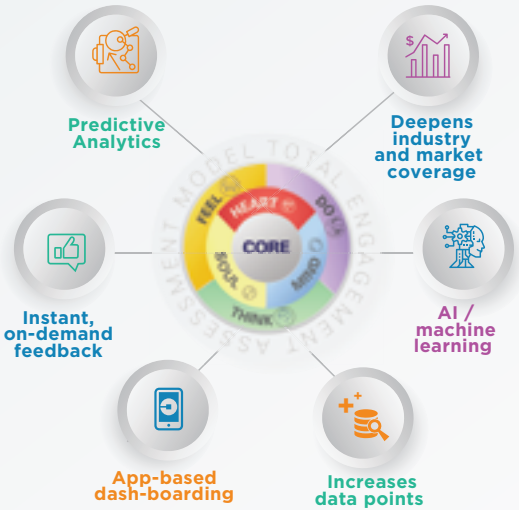 $
Predictive
Analytics
Deepens
industry
and market
coverage
MODEL TOTAL ENGAGEMENT ASSESSMENT
FEEL
HEART
DO
CORE
SOUL
MIND
THINK
Instant,
on-demand
feedback
AI /
machine
learning
App-based
dash-boarding
Increases
data points